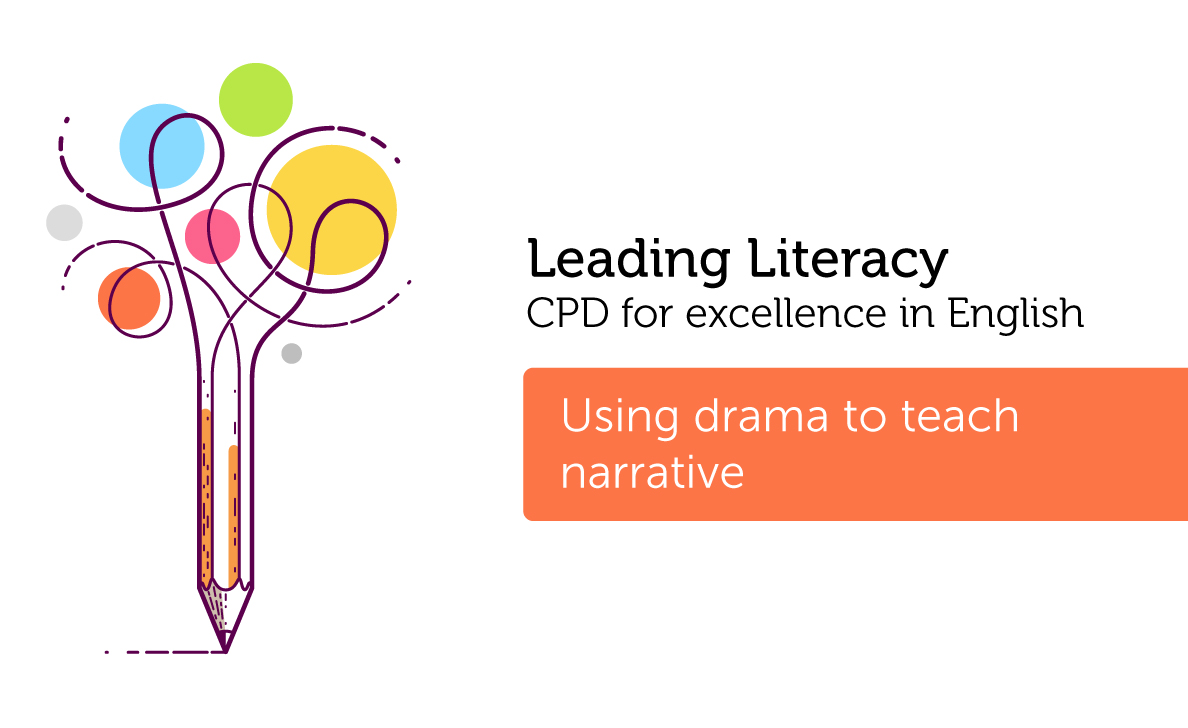 Leading Literacy
CPD for excellence in English
Using drama to teach
narrative